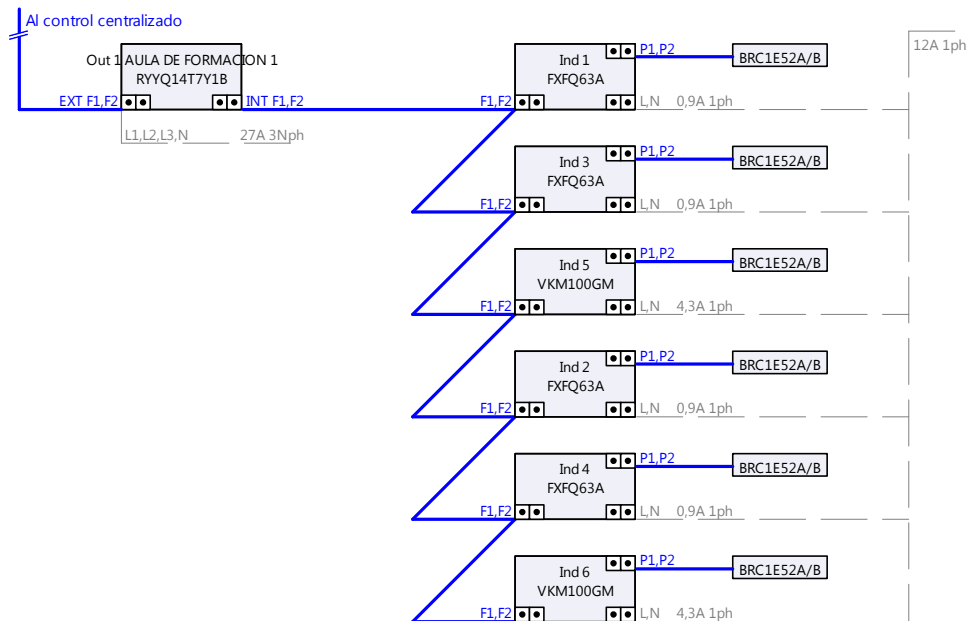 Al control centralizado
Out 1 AULA DE FORMACION 1
RYYQ14T7Y1B
EXT F1,F2
INT F1,F2
L1,L2,L3,N 27A 3Nph
12A 1ph
Ind 1
FXFQ63A
P1,P2
BRC1E52A/B
F1,F2
L,N 0,9A 1ph
Ind 3
FXFQ63A
P1,P2
BRC1E52A/B
F1,F2
L,N 0,9A 1ph
Ind 5
VKM100GM
P1,P2
BRC1E52A/B
F1,F2
L,N 4,3A 1ph
Ind 2
FXFQ63A
P1,P2
BRC1E52A/B
F1,F2
L,N 0,9A 1ph
Ind 4
FXFQ63A
P1,P2
BRC1E52A/B
F1,F2
L,N 0,9A 1ph
Ind 6
VKM100GM
P1,P2
BRC1E52A/B
F1,F2
L,N 4,3A 1ph